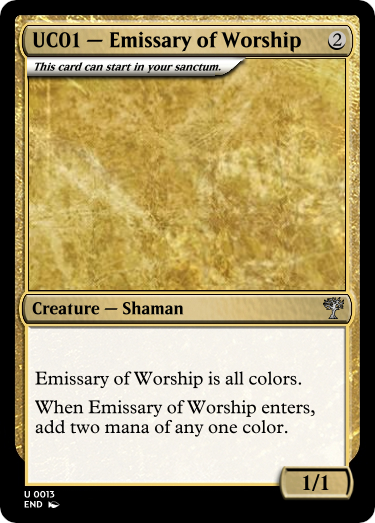 UC01 — Emissary of Worship 2
This card can start in your sanctum.
Creature — Shaman
Emissary of Worship is all colors.
When Emissary of Worship enters,
add two mana of any one color.
1/1
U 0013
END